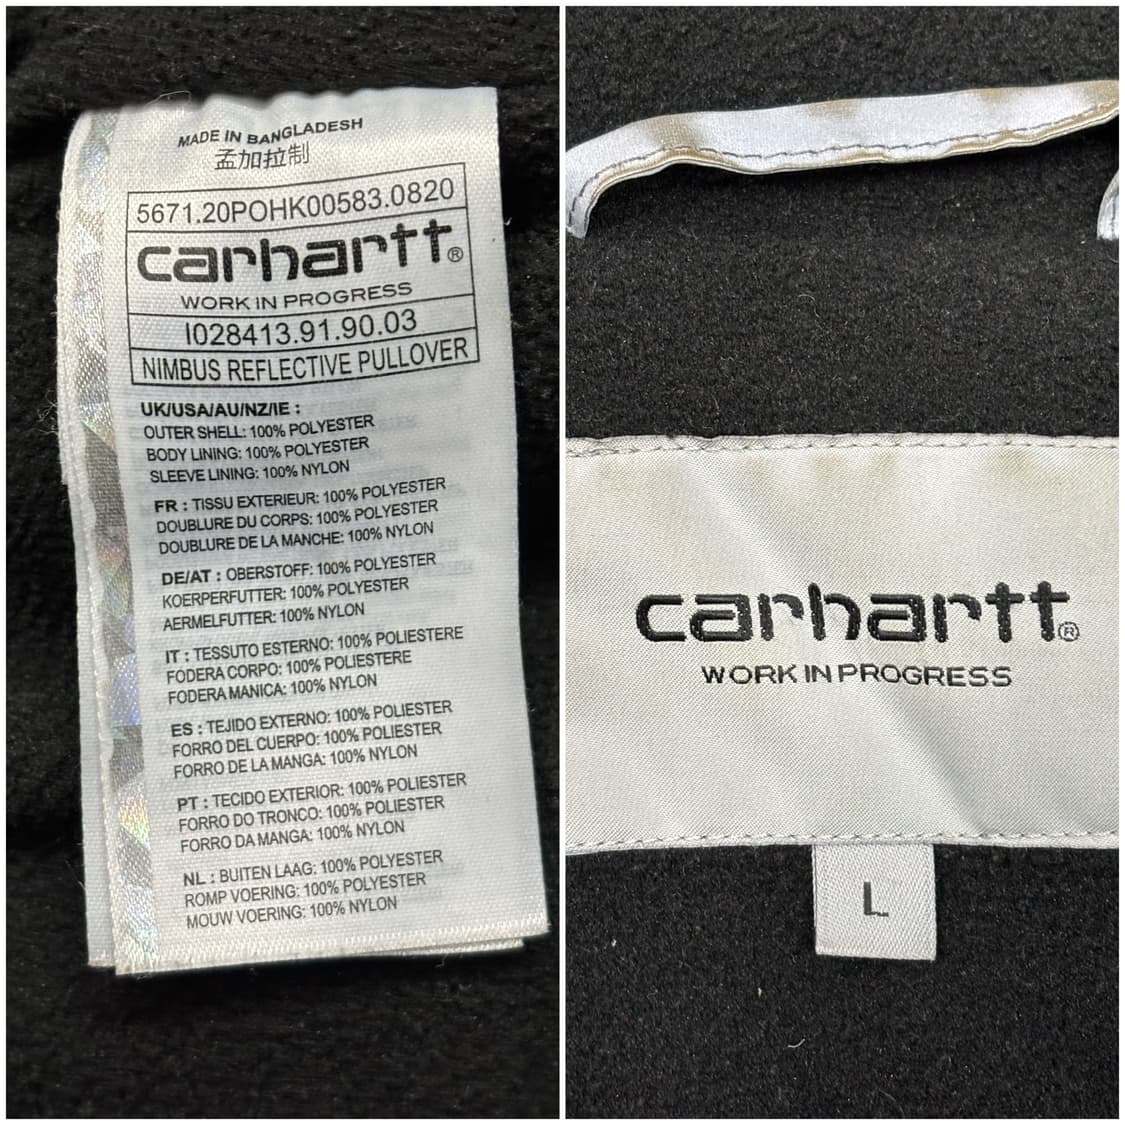 MADE IN BANGLADESH
孟加拉制
5671.20POHK00583.0820
carhartt®
WORK IN PROGRESS
I028413.91.90.03
NIMBUS REFLECTIVE PULLOVER
UK/USA/AU/NZ/IE :
OUTER SHELL: 100% POLYESTER
BODY LINING: 100% POLYESTER
SLEEVE LINING: 100% NYLON
FR : TISSU EXTERIEUR: 100% POLYESTER
DOUBLURE DU CORPS: 100% POLYESTER
DOUBLURE DE LA MANCHE: 100% NYLON
DE/AT : OBERSTOFF: 100% POLYESTER
KOERPERFUTTER: 100% POLYESTER
AERMELFUTTER: 100% NYLON
IT : TESSUTO ESTERNO: 100% POLIESTERE
FODERA CORPO: 100% POLIESTERE
FODERA MANICA: 100% NYLON
ES : TEJIDO EXTERNO: 100% POLIESTER
FORRO DEL CUERPO: 100% POLIESTER
FORRO DE LA MANGA: 100% NYLON
PT : TECIDO EXTERIOR: 100% POLIESTER
FORRO DO TRONCO: 100% POLIESTER
FORRO DA MANGA: 100% NYLON
NL : BUITEN LAAG: 100% POLYESTER
ROMP VOERING: 100% POLYESTER
MOUW VOERING: 100% NYLON
carhartt®
WORK IN PROGRESS
L